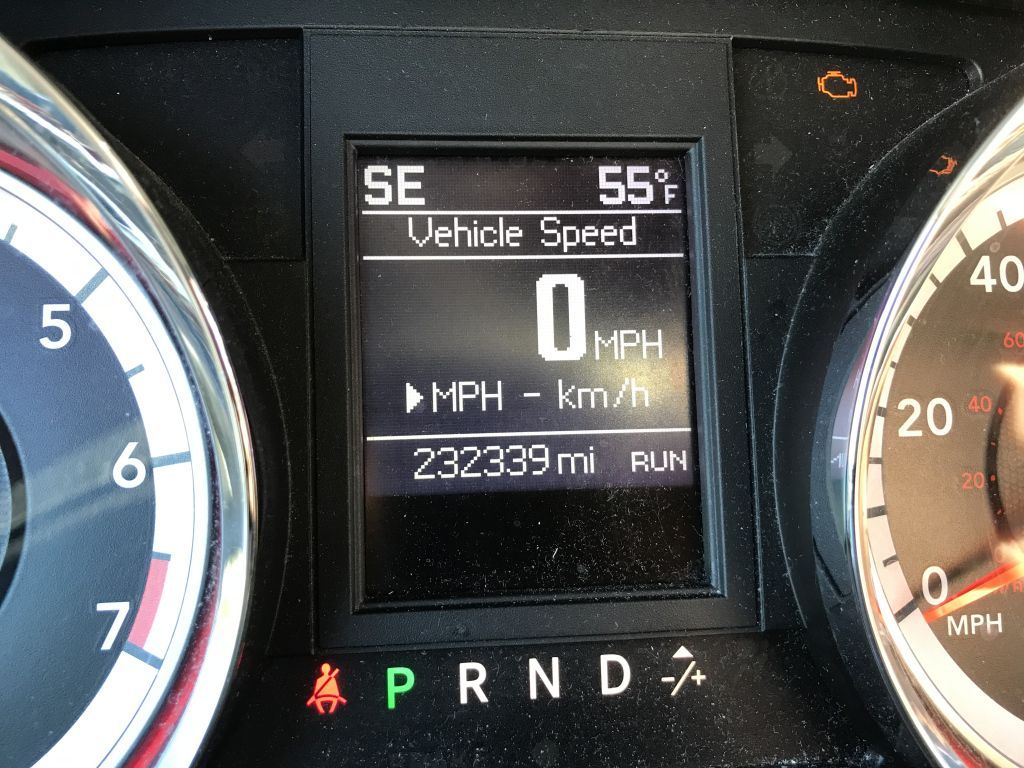 SE 55°F
Vehicle Speed
0 MPH
▶MPH - km/h
232339 mi RUN
5
6
7
40
60
20
40
20
0
MPH
P R N D -/+